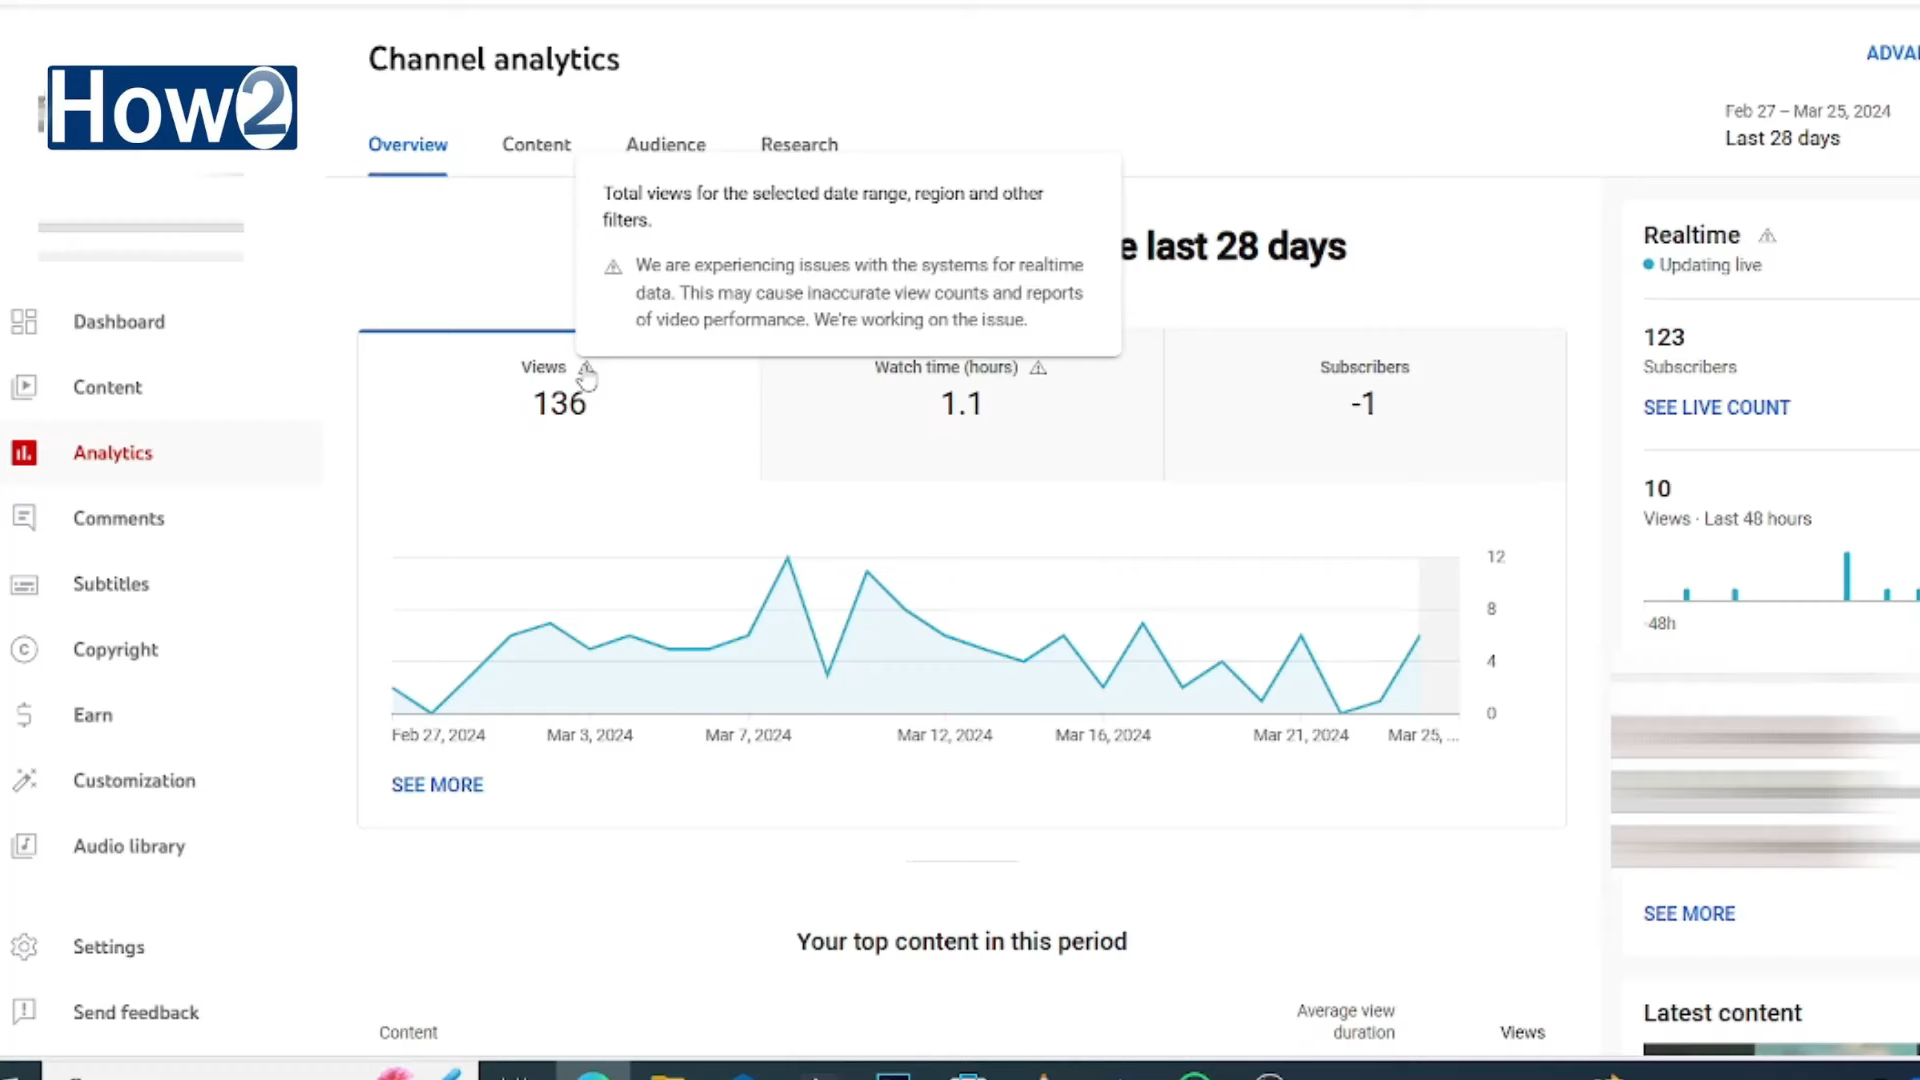 How2
Channel analytics
Feb 27 – Mar 25, 2024
Last 28 days
Overview
Content
Audience
Research
Total views for the selected date range, region and other
filters.
We are experiencing issues with the systems for realtime
data. This may cause inaccurate view counts and reports
of video performance. We're working on the issue.
last 28 days
Dashboard
Content
Analytics
Comments
Subtitles
Copyright
Earn
Customization
Audio library
Settings
Send feedback
Views
136
Watch time (hours)
1.1
Subscribers
-1
12
8
4
0
Feb 27, 2024
Mar 3, 2024
Mar 7, 2024
Mar 12, 2024
Mar 16, 2024
Mar 21, 2024
Mar 25, ...
SEE MORE
Your top content in this period
Content
Average view
duration
Views
Realtime
Updating live
123
Subscribers
SEE LIVE COUNT
10
Views · Last 48 hours
-48h
SEE MORE
Latest content